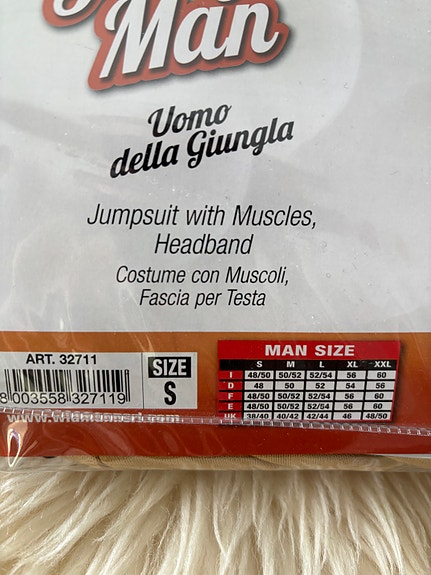 Man
Uomo
della Giungla
Jumpsuit with Muscles,
Headband
Costume con Muscoli,
Fascia per Testa
ART. 32711
8003558327119
SIZE
S
MAN SIZE
S M L XL XXL
I 48/50 50/52 52/54 56 60
D 48 50 52 54 56
F 48/50 50/52 52/54 56 60
E 48/50 50/52 52/54 56 60
UK 38/40 40/42 42/44 46 48/50